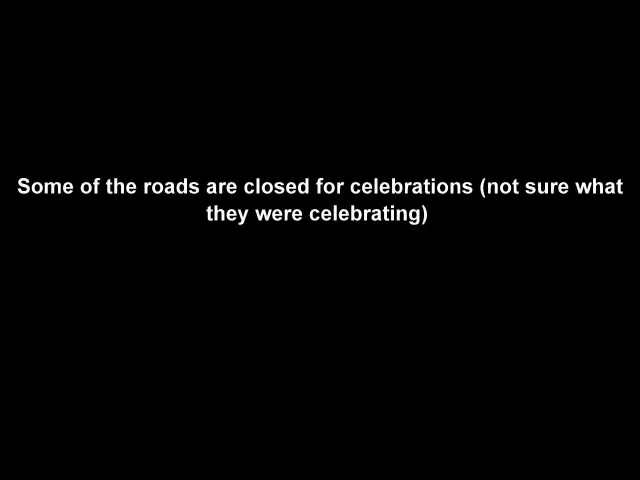 Some of the roads are closed for celebrations (not sure what
they were celebrating)